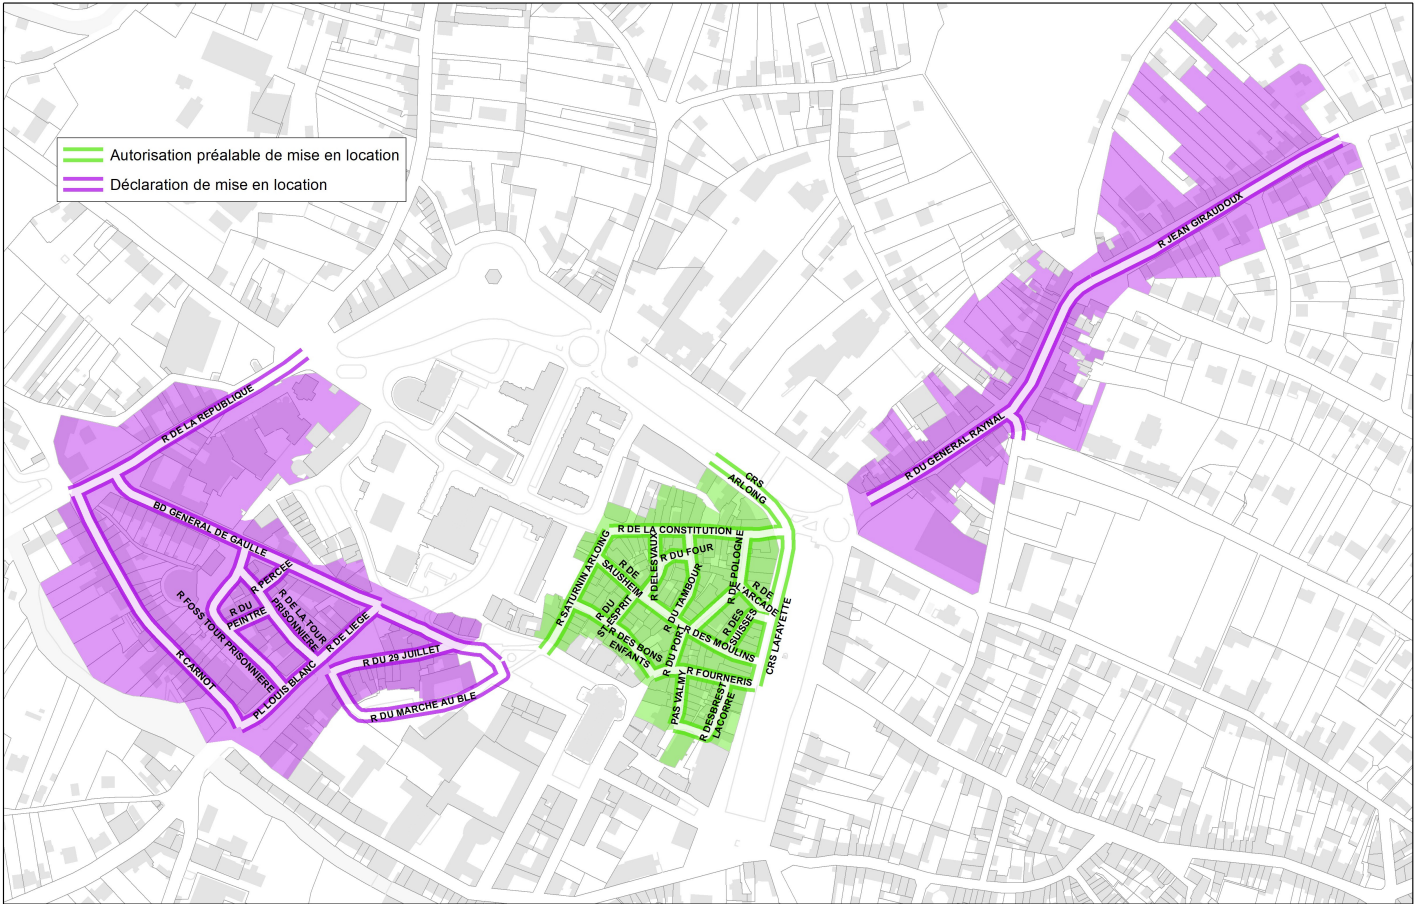 Autorisation préalable de mise en location
Déclaration de mise en location
R JEAN GIRAUDOUX
R DU GENERAL RAYNAL
R DE LA REPUBLIQUE
BD GENERAL DE GAULLE
R PERCEE
R DU
PEINTRE
R DE LA TOUR
PRISONNIERE
R FOSS TOUR PRISONNIERE
R DE LIEGE
R CARNOT
PL LOUIS BLANC
R DU 29 JUILLET
R DU MARCHE AU BLE
CRS
ARLOING
R DE LA CONSTITUTION
R SATURNIN ARLOING
R DELESVAUX
R DU FOUR
R DE
SAUSHEIM
R DU TAMBOUR
R DE POLOGNE
R DE
L'ARCADE
R DU
ST-ESPRIT
R DES
SUISSES
R DES BONS
ENFANTS
R DU PORT
R DES MOULINS
CRS LAFAYETTE
R FOURNERIS
PAS VALMY
R DESBREST
LACORRE